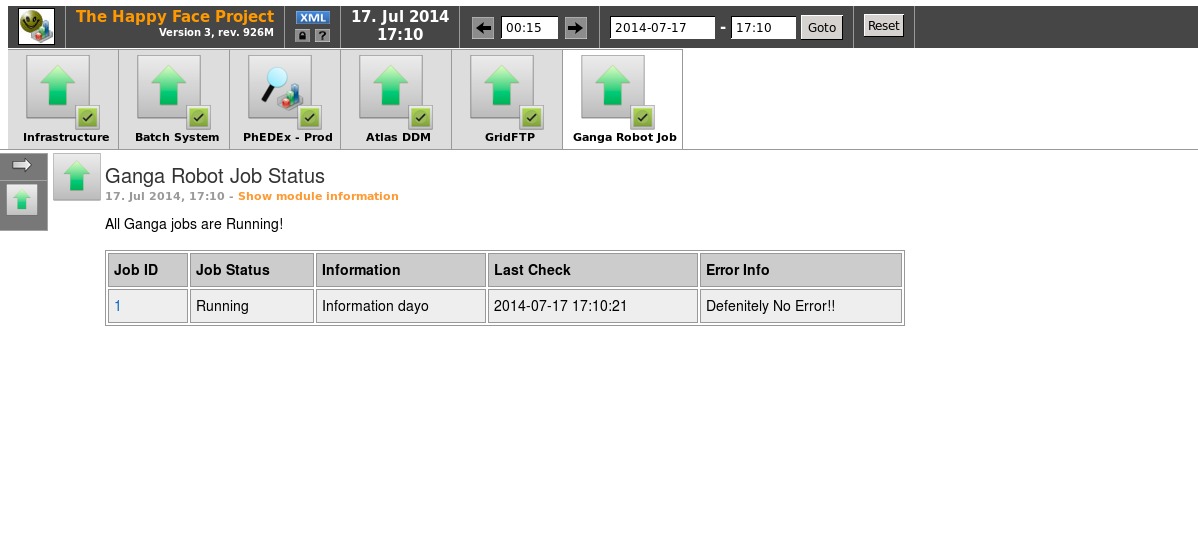 The Happy Face Project
Version 3, rev. 926M
XML
?
17. Jul 2014
17:10
00:15
2014-07-17 - 17:10 Goto
Reset
Infrastructure Batch System PhEDEx - Prod Atlas DDM GridFTP Ganga Robot Job
Ganga Robot Job Status
17. Jul 2014, 17:10 - Show module information
All Ganga jobs are Running!
Job ID Job Status Information Last Check Error Info
1 Running Information dayo 2014-07-17 17:10:21 Defenitely No Error!!